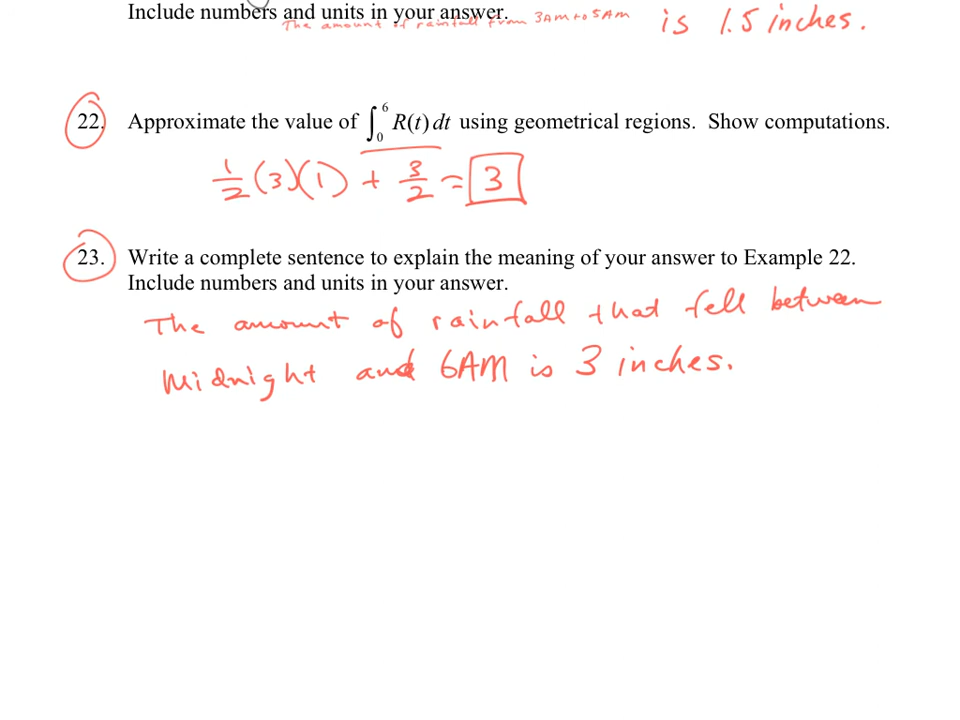 Include numbers and units in your answer.
The amount of rainfall from 3AM to 5AM is 1.5 inches.
22. Approximate the value of ∫₀⁶ R(t) dt using geometrical regions. Show computations.
1/2 (3)(1) + 3/2 = 3
23. Write a complete sentence to explain the meaning of your answer to Example 22.
Include numbers and units in your answer.
The amount of rainfall that fell between
midnight and 6AM is 3 inches.